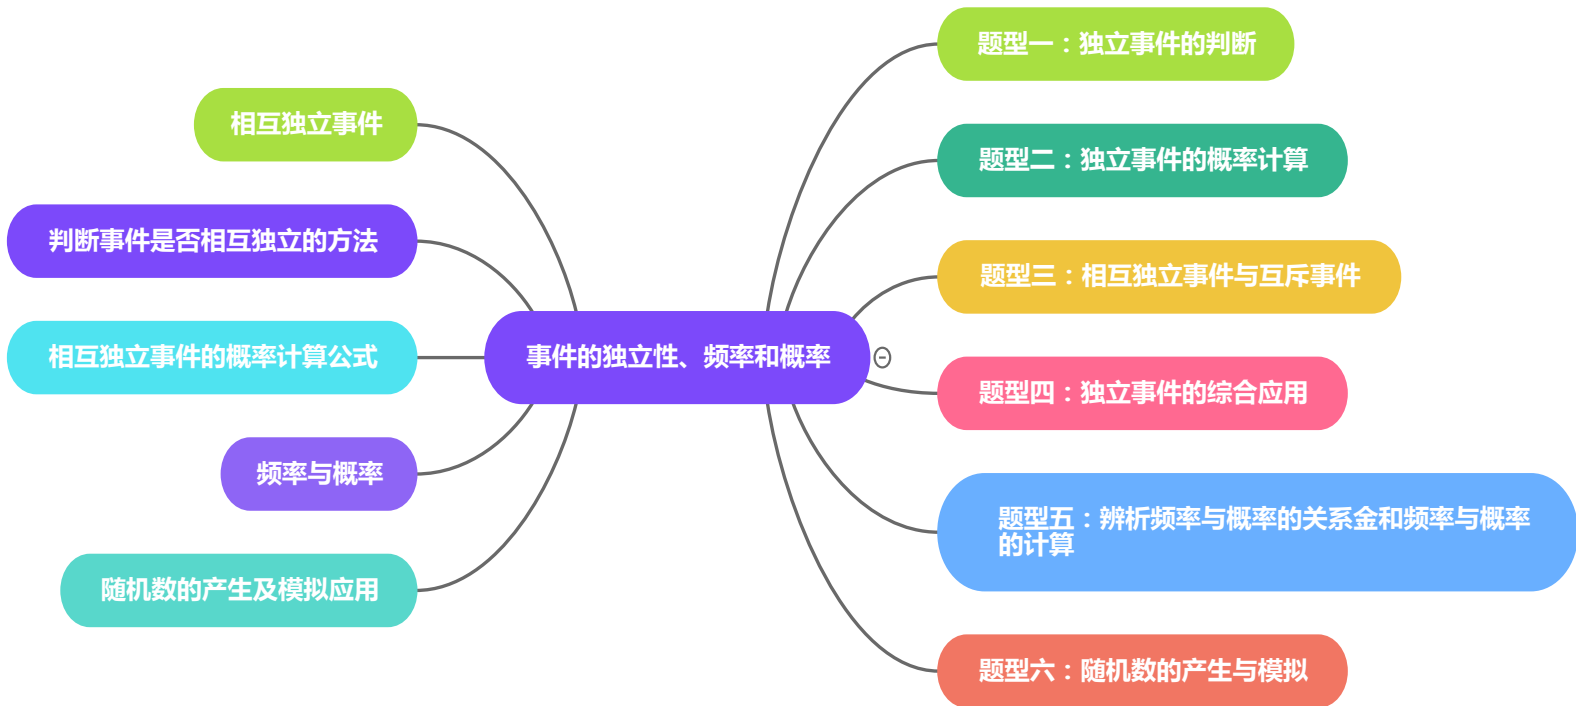 相互独立事件
判断事件是否相互独立的方法
相互独立事件的概率计算公式
频率与概率
随机数的产生及模拟应用
事件的独立性、频率和概率
题型一：独立事件的判断
题型二：独立事件的概率计算
题型三：相互独立事件与互斥事件
题型四：独立事件的综合应用
题型五：辨析频率与概率的关系金和频率与概率
的计算
题型六：随机数的产生与模拟